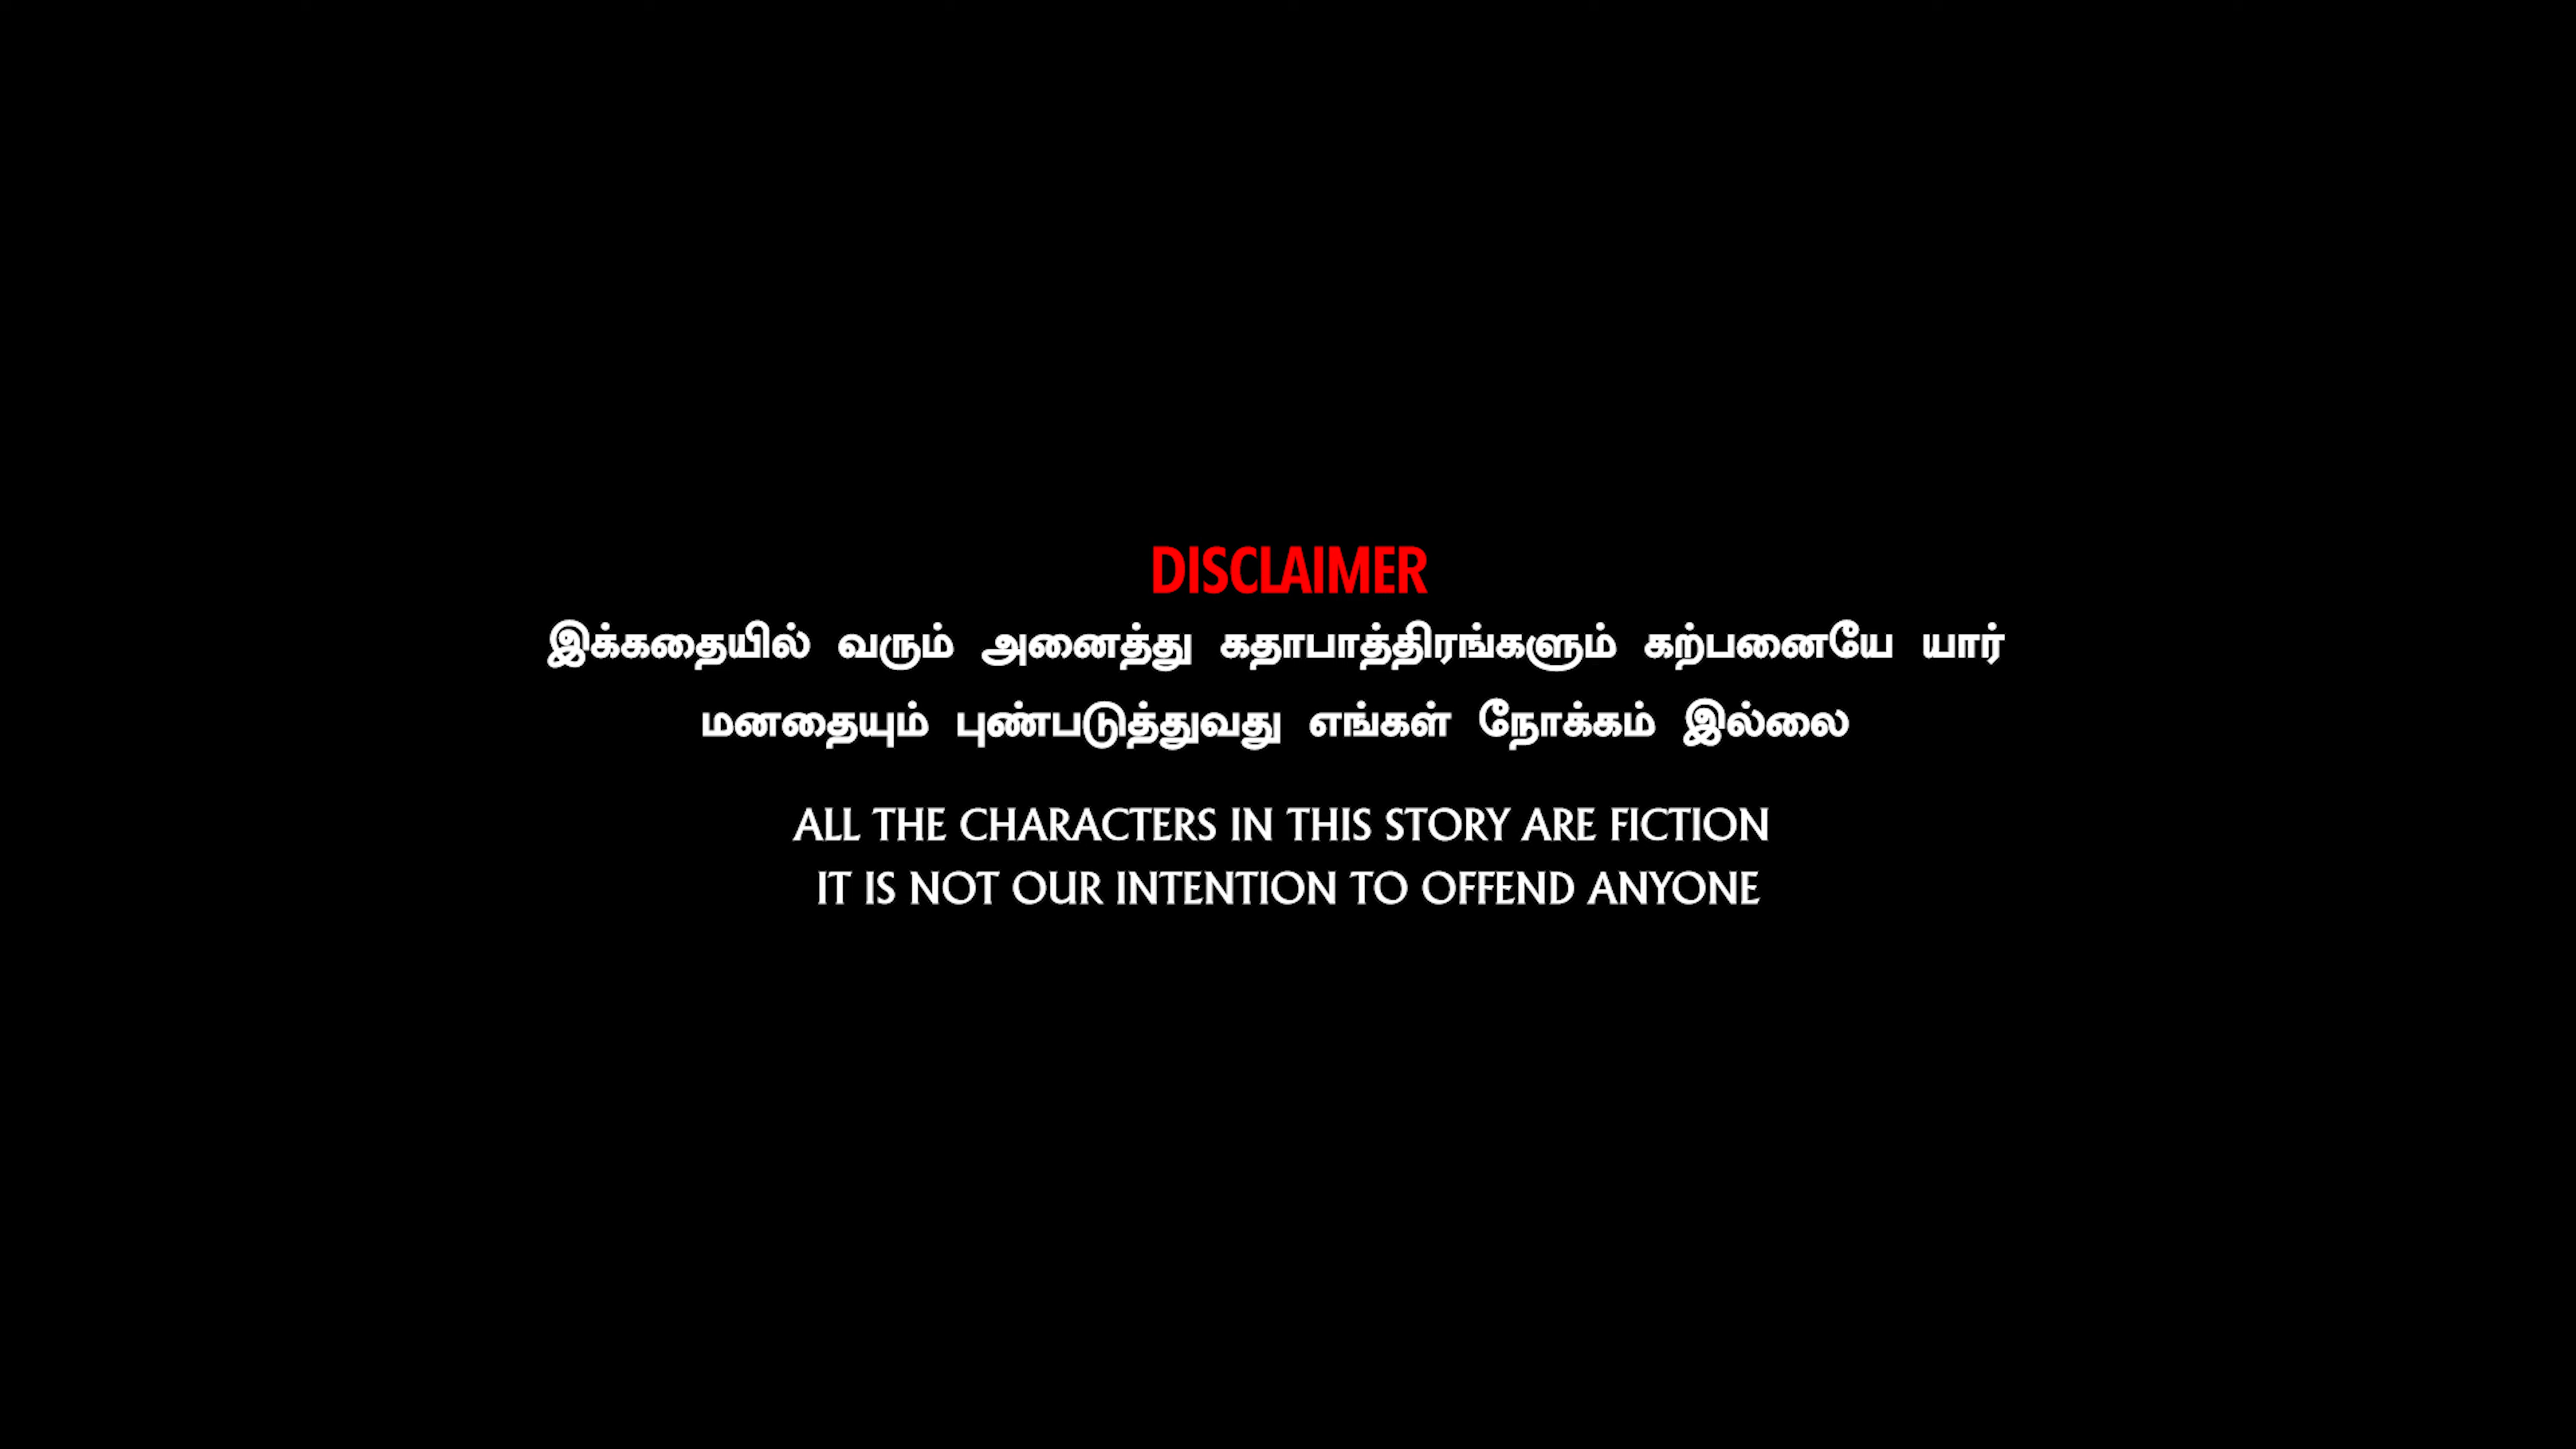 DISCLAIMER
இக்கதையில் வரும் அனைத்து கதாபாத்திரங்களும் கற்பனையே யார்
மனதையும் புண்படுத்துவது எங்கள் நோக்கம் இல்லை
ALL THE CHARACTERS IN THIS STORY ARE FICTION
IT IS NOT OUR INTENTION TO OFFEND ANYONE